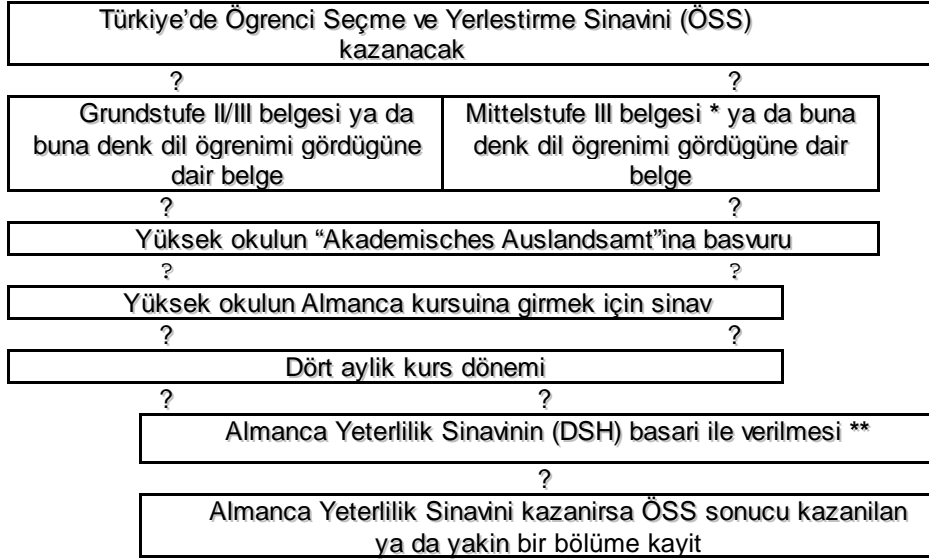 Türkiye’de Ögrenci Seçme ve Yerlestirme Sinavini (ÖSS)
kazanacak
? ?
Grundstufe II/III belgesi ya da
buna denk dil ögrenimi gördügüne
dair belge
Mittelstufe III belgesi * ya da buna
denk dil ögrenimi gördügüne dair
belge
? ?
Yüksek okulun “Akademisches Auslandsamt”ina basvuru
? ?
Yüksek okulun Almanca kursuina girmek için sinav
? ?
Dört aylik kurs dönemi
? ?
Almanca Yeterlilik Sinavinin (DSH) basari ile verilmesi **
?
Almanca Yeterlilik Sinavini kazanirsa ÖSS sonucu kazanilan
ya da yakin bir bölüme kayit